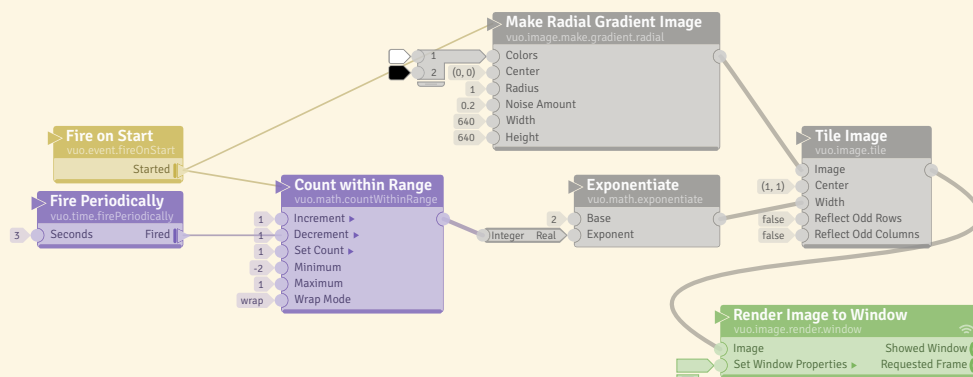 Make Radial Gradient Image
vuo.image.make.gradient.radial
1 Colors
2 (0, 0) Center
1 Radius
0.2 Noise Amount
640 Width
640 Height
Fire on Start
vuo.event.fireOnStart
Started
Fire Periodically
vuo.time.firePeriodically
3 Seconds Fired
Count within Range
vuo.math.countWithinRange
1 Increment
1 Decrement
1 Set Count
-2 Minimum
1 Maximum
wrap Wrap Mode
Integer Real
Exponentiate
vuo.math.exponentiate
2 Base
Exponent
Tile Image
vuo.image.tile
Image
(1, 1) Center
Width
false Reflect Odd Rows
false Reflect Odd Columns
Render Image to Window
vuo.image.render.window
Image Showed Window
Set Window Properties Requested Frame